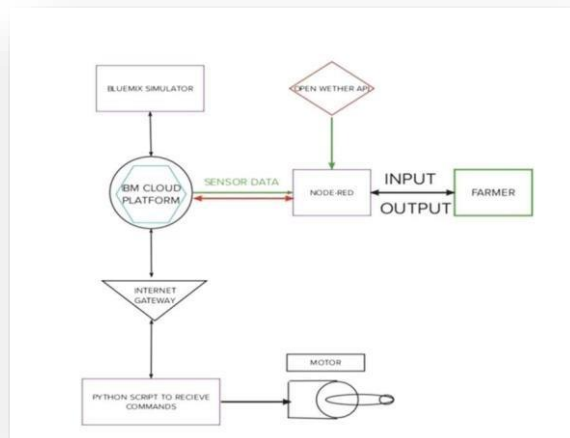 BLUEMIX SIMULATOR
OPEN WETHER API
IBM CLOUD
PLATFORM
SENSOR DATA
NODE-RED
INPUT
OUTPUT
FARMER
INTERNET
GATEWAY
MOTOR
PYTHON SCRIPT TO RECIEVE
COMMANDS